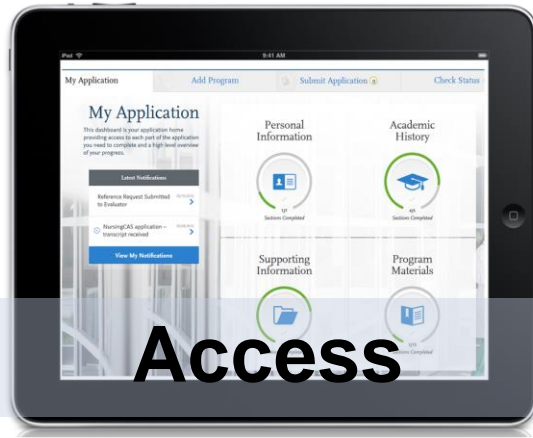 iPad
9:41 AM
My Application
Add Program
Submit Application
Check Status
My Application
This dashboard is your application home
providing access to each part of the application
you need to complete and a high level overview
of your progress.
Latest Notifications
Reference Request Submitted
to Evaluator
NursingCAS application –
transcript received
View My Notifications
Personal
Information
Sections Completed
Academic
History
Sections Completed
Supporting
Information
Program
Materials
Sections Completed
Access